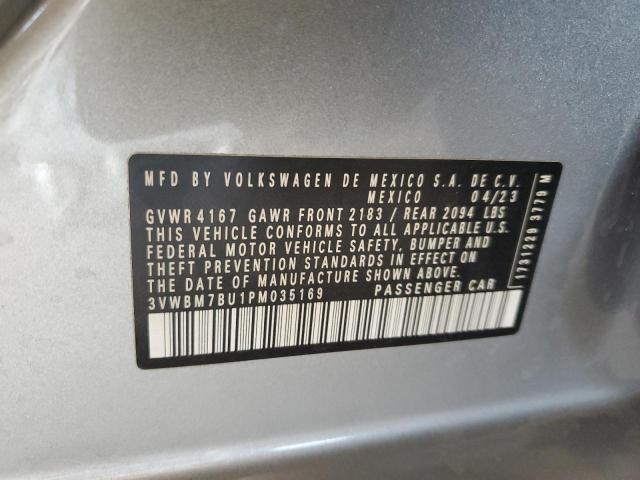 MFD BY VOLKSWAGEN DE MEXICO S.A. DE C.V.
MEXICO 04/23
GVWR 4167 GAWR FRONT 2183 / REAR 2094 LBS
THIS VEHICLE CONFORMS TO ALL APPLICABLE U.S.
FEDERAL MOTOR VEHICLE SAFETY, BUMPER AND
THEFT PREVENTION STANDARDS IN EFFECT ON
THE DATE OF MANUFACTURE SHOWN ABOVE.
3VWBM7BU1PM035169 PASSENGER CAR
1731229 3779 M